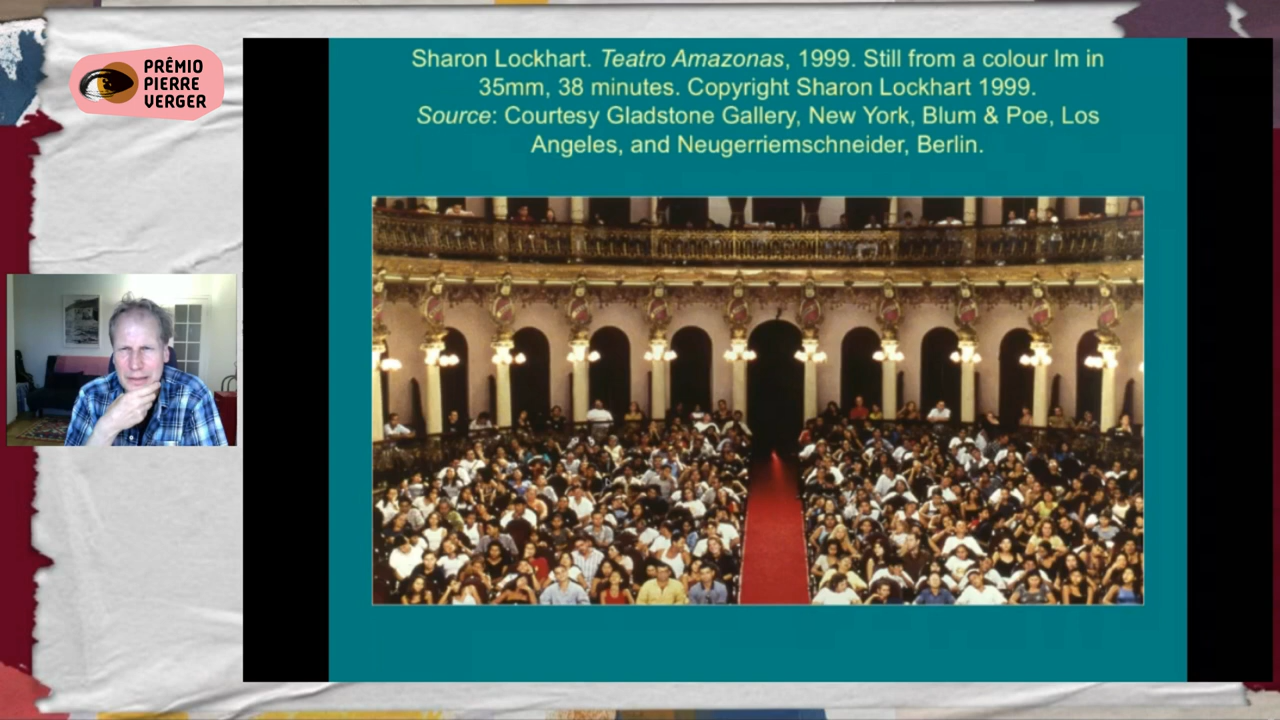 PRÊMIO
PIERRE
VERGER
Sharon Lockhart. Teatro Amazonas, 1999. Still from a colour lm in
35mm, 38 minutes. Copyright Sharon Lockhart 1999.
Source: Courtesy Gladstone Gallery, New York, Blum & Poe, Los
Angeles, and Neugerriemschneider, Berlin.